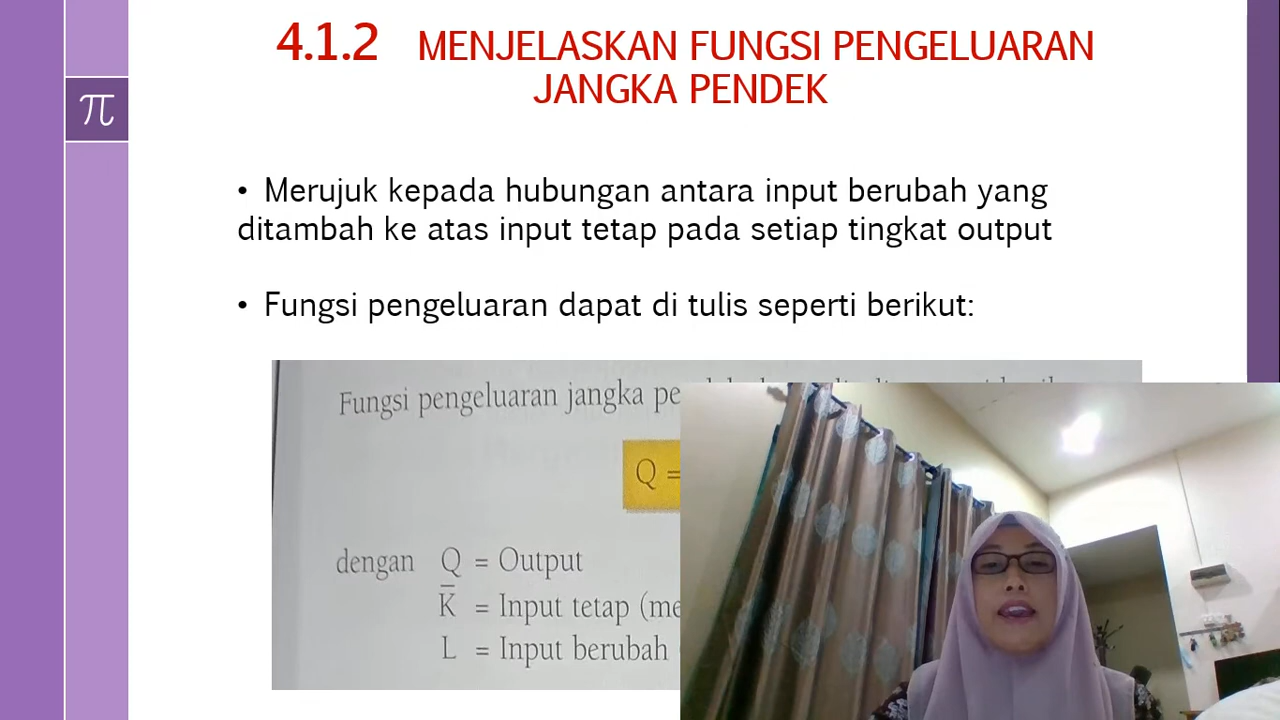 4.1.2 MENJELASKAN FUNGSI PENGELUARAN
JANGKA PENDEK
π
• Merujuk kepada hubungan antara input berubah yang
ditambah ke atas input tetap pada setiap tingkat output
• Fungsi pengeluaran dapat di tulis seperti berikut:
Fungsi pengeluaran jangka
Q =
dengan Q = Output
K̅ = Input tetap
L = Input berubah